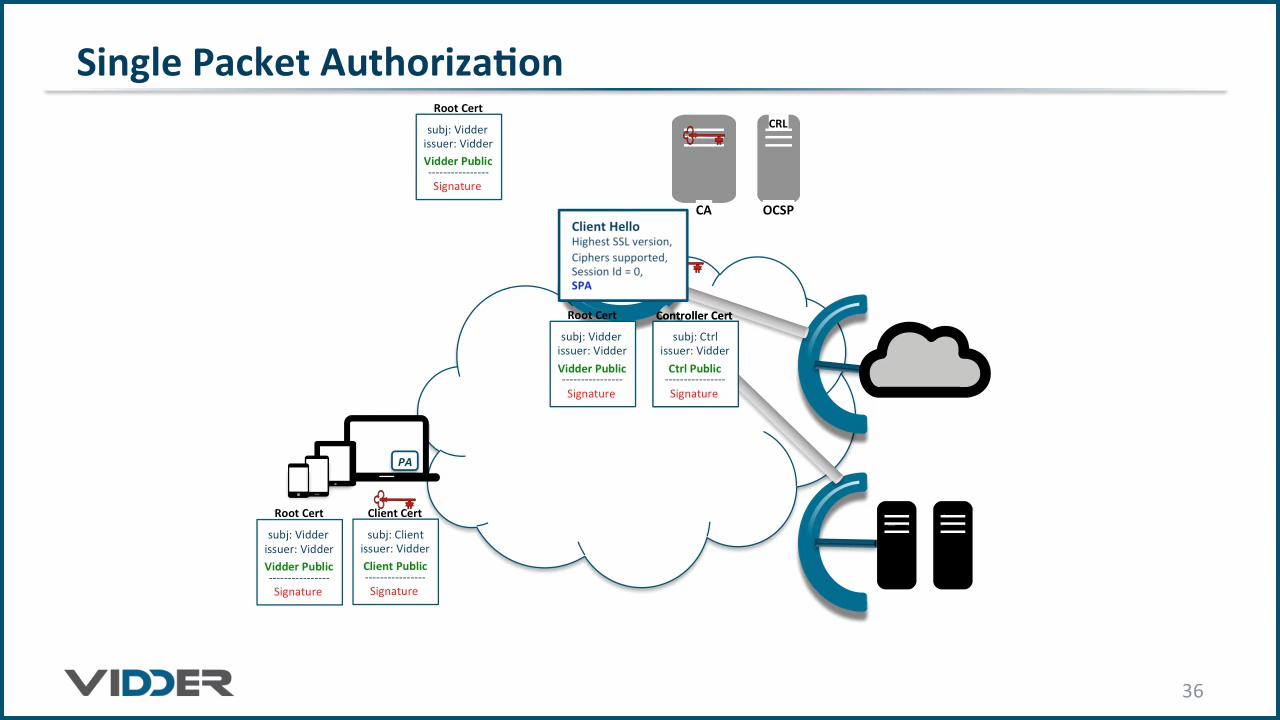 Single Packet Authorization
Root Cert
subj: Vidder
issuer: Vidder
Vidder Public
----------------
Signature
CRL
CA
OCSP
Client Hello
Highest SSL version,
Ciphers supported,
Session Id = 0,
SPA
Root Cert
subj: Vidder
issuer: Vidder
Vidder Public
----------------
Signature
Controller Cert
subj: Ctrl
issuer: Vidder
Ctrl Public
----------------
Signature
PA
Root Cert
subj: Vidder
issuer: Vidder
Vidder Public
----------------
Signature
Client Cert
subj: Client
issuer: Vidder
Client Public
----------------
Signature
VIDDER
36